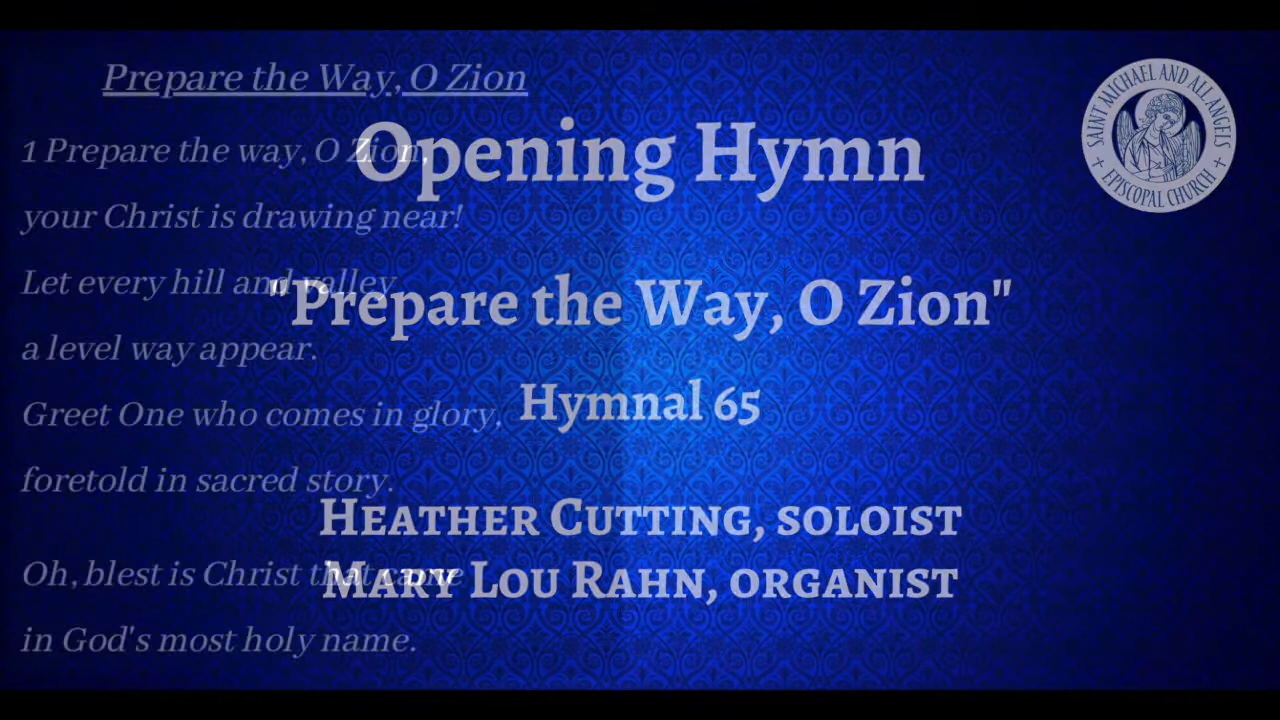 Prepare the Way, O Zion
1 Prepare the way, O Zion,
your Christ is drawing near!
Let every hill and valley
a level way appear.
Greet One who comes in glory,
foretold in sacred story.
Oh, blest is Christ that came
in God's most holy name.
Opening Hymn
"Prepare the Way, O Zion"
Hymnal 65
HEATHER CUTTING, SOLOIST
MARY LOU RAHN, ORGANIST
SAINT MICHAEL AND ALL ANGELS
EPISCOPAL CHURCH